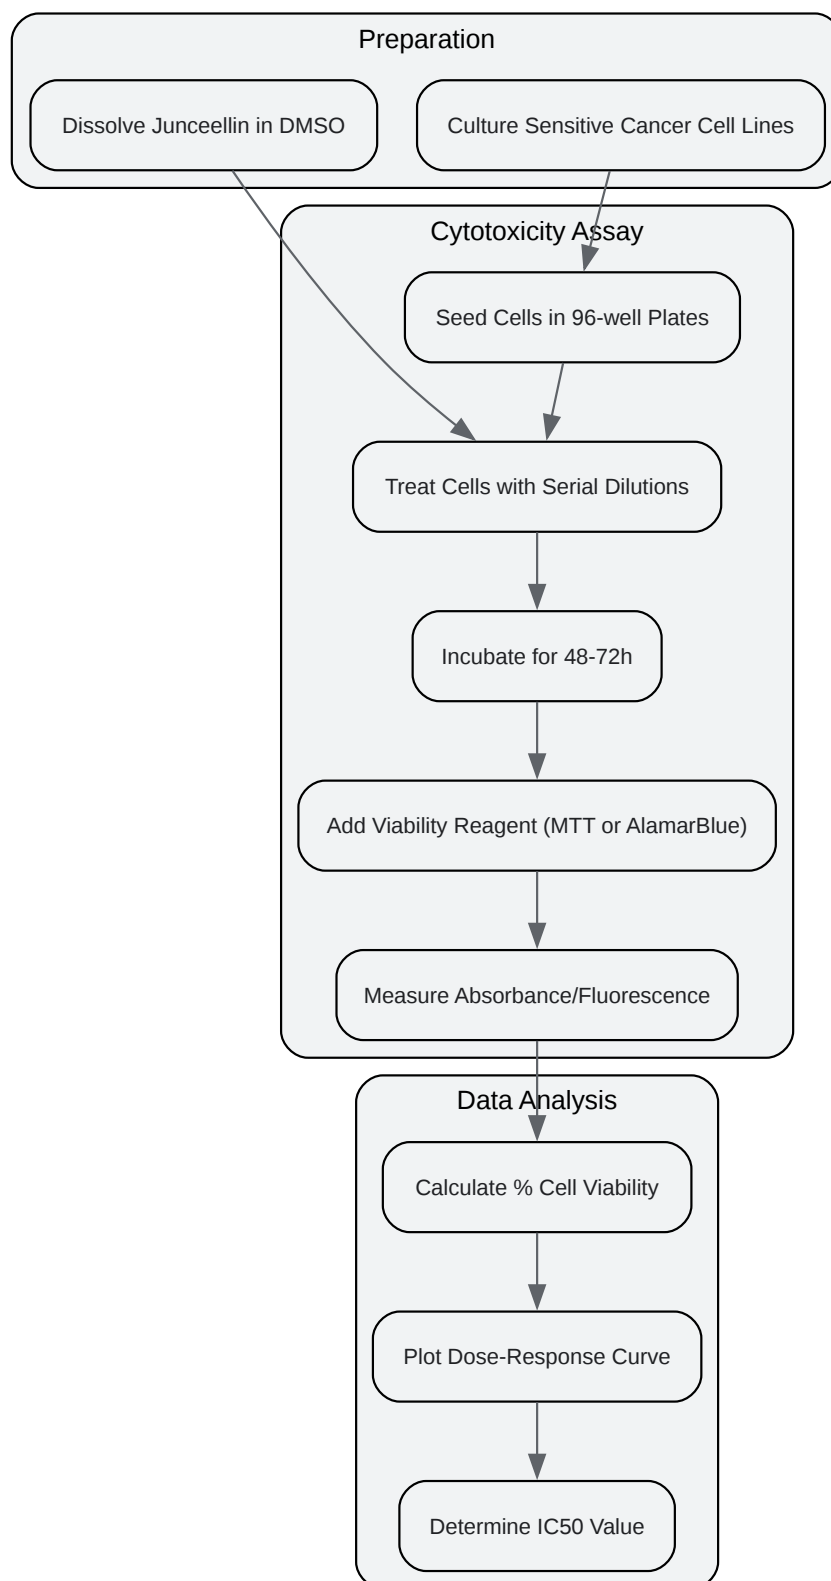 Preparation
Dissolve Junceellin in DMSO
Culture Sensitive Cancer Cell Lines
Cytotoxicity Assay
Seed Cells in 96-well Plates
Treat Cells with Serial Dilutions
Incubate for 48-72h
Add Viability Reagent (MTT or AlamarBlue)
Measure Absorbance/Fluorescence
Data Analysis
Calculate % Cell Viability
Plot Dose-Response Curve
Determine IC50 Value